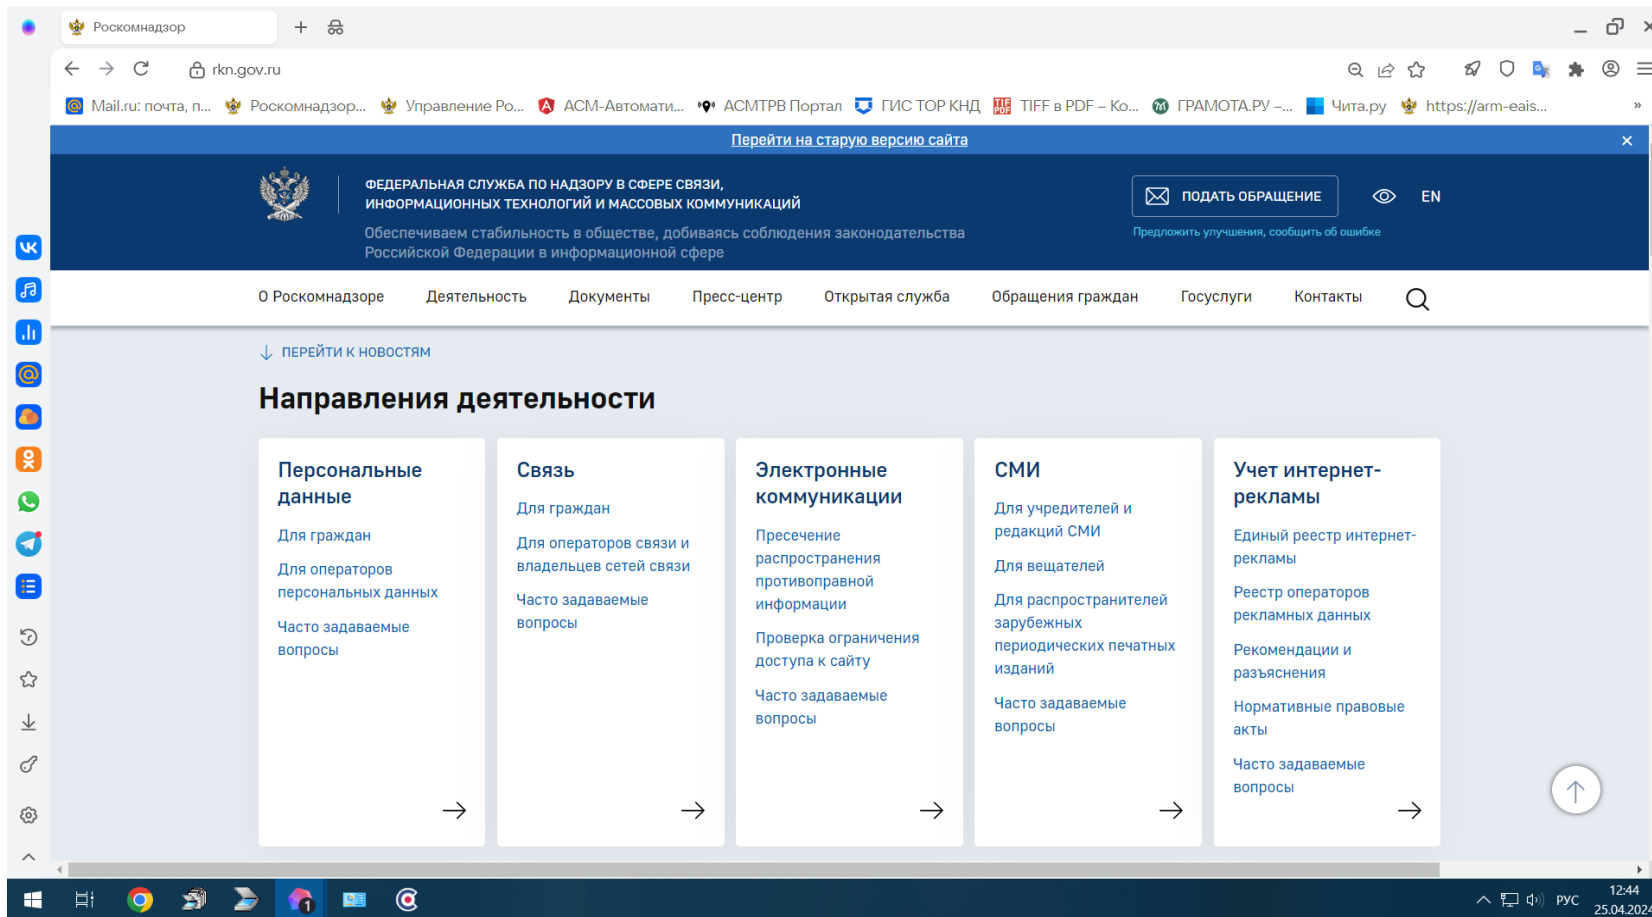 Роскомнадзор
rkn.gov.ru
Mail.ru: почта, п... Роскомнадзор... Управление Ро... АСМ-Автомати... АСМТРВ Портал ГИС ТОР КНД TIFF в PDF – Ко... ГРАМОТА.РУ –... Чита.ру https://arm-eais... »
Перейти на старую версию сайта
ФЕДЕРАЛЬНАЯ СЛУЖБА ПО НАДЗОРУ В СФЕРЕ СВЯЗИ,
ИНФОРМАЦИОННЫХ ТЕХНОЛОГИЙ И МАССОВЫХ КОММУНИКАЦИЙ
Обеспечиваем стабильность в обществе, добиваясь соблюдения законодательства
Российской Федерации в информационной сфере
ПОДАТЬ ОБРАЩЕНИЕ
EN
Предложить улучшения, сообщить об ошибке
О Роскомнадзоре Деятельность Документы Пресс-центр Открытая служба Обращения граждан Госуслуги Контакты
ПЕРЕЙТИ К НОВОСТЯМ
Направления деятельности
Персональные
данные
Для граждан
Для операторов
персональных данных
Часто задаваемые
вопросы
Связь
Для граждан
Для операторов связи и
владельцев сетей связи
Часто задаваемые
вопросы
Электронные
коммуникации
Пресечение
распространения
противоправной
информации
Проверка ограничения
доступа к сайту
Часто задаваемые
вопросы
СМИ
Для учредителей и
редакций СМИ
Для вещателей
Для распространителей
зарубежных
периодических печатных
изданий
Часто задаваемые
вопросы
Учет интернет-
рекламы
Единый реестр интернет-
рекламы
Реестр операторов
рекламных данных
Рекомендации и
разъяснения
Нормативные правовые
акты
Часто задаваемые
вопросы
1
РУС
12:44
25.04.2024